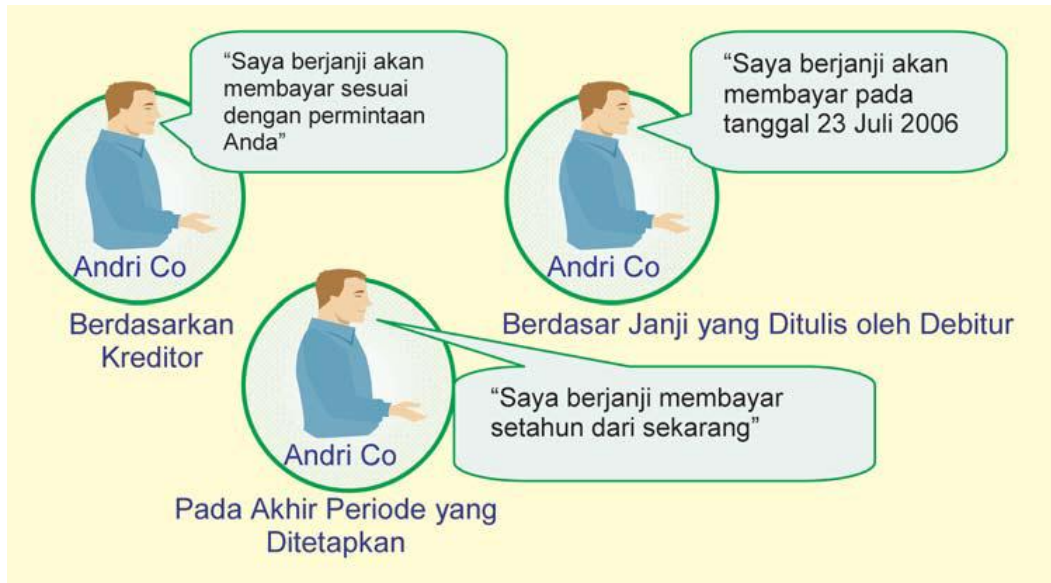 “Saya berjanji akan
membayar sesuai
dengan permintaan
Anda”
Andri Co
Berdasarkan
Kreditor
“Saya berjanji akan
membayar pada
tanggal 23 Juli 2006
Andri Co
Berdasar Janji yang Ditulis oleh Debitur
“Saya berjanji membayar
setahun dari sekarang”
Andri Co
Pada Akhir Periode yang
Ditetapkan